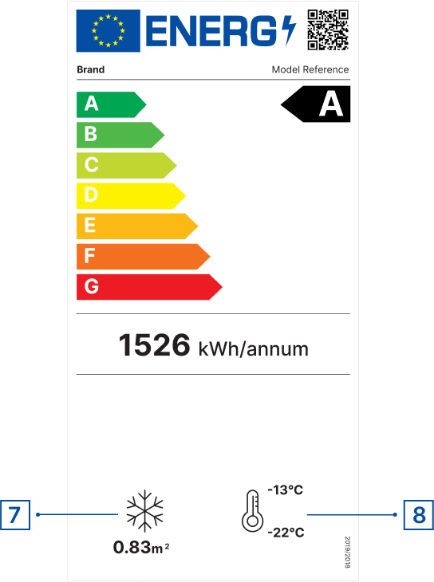 ENERG
Brand
Model Reference
A
A
B
C
D
E
F
G
1526 kWh/annum
7
-13°C
8
-22°C
0.83m²
2019/2018